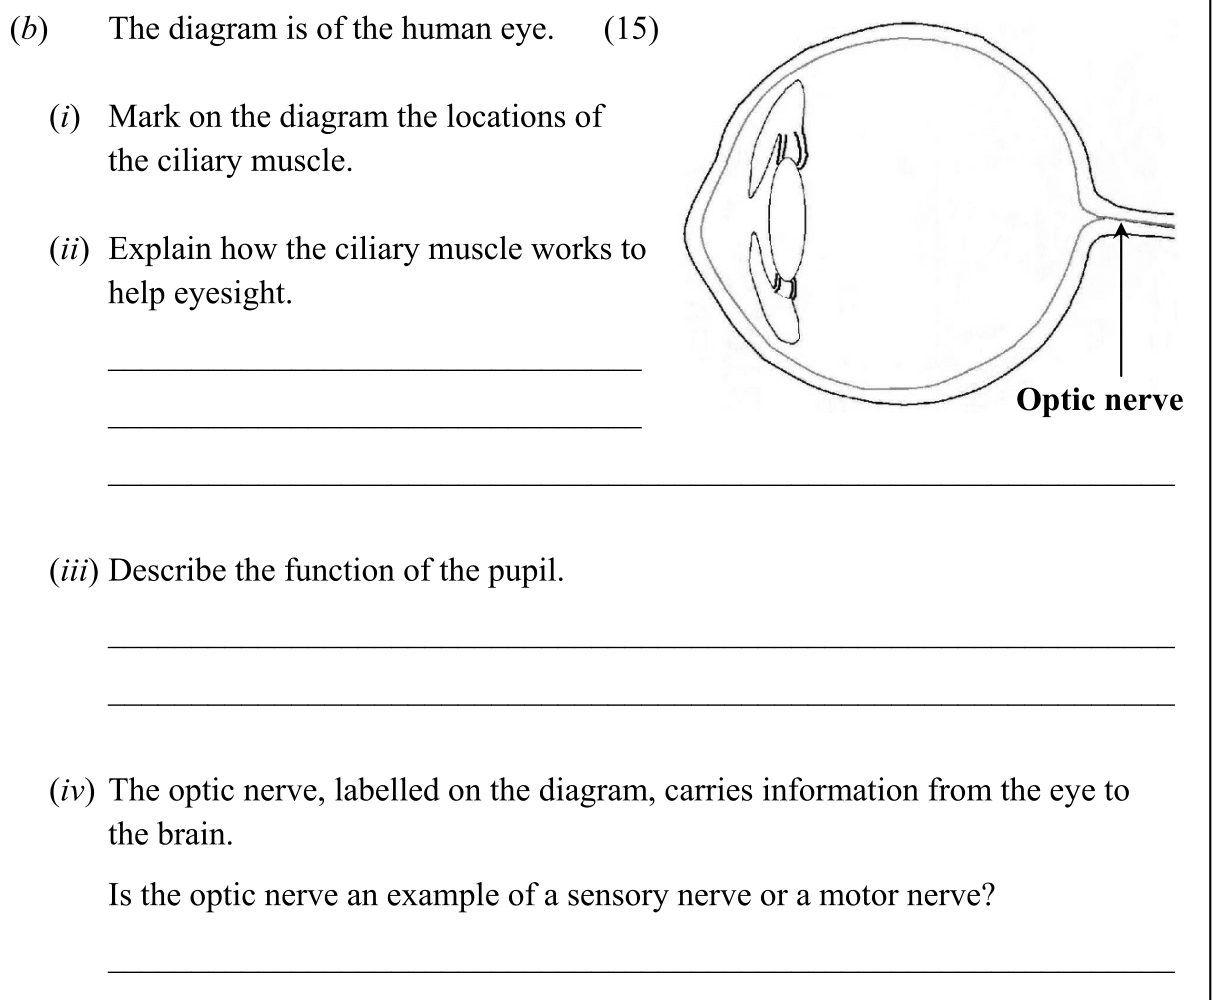 (b) The diagram is of the human eye. (15)
(i) Mark on the diagram the locations of
the ciliary muscle.
(ii) Explain how the ciliary muscle works to
help eyesight.
Optic nerve
(iii) Describe the function of the pupil.
(iv) The optic nerve, labelled on the diagram, carries information from the eye to
the brain.
Is the optic nerve an example of a sensory nerve or a motor nerve?